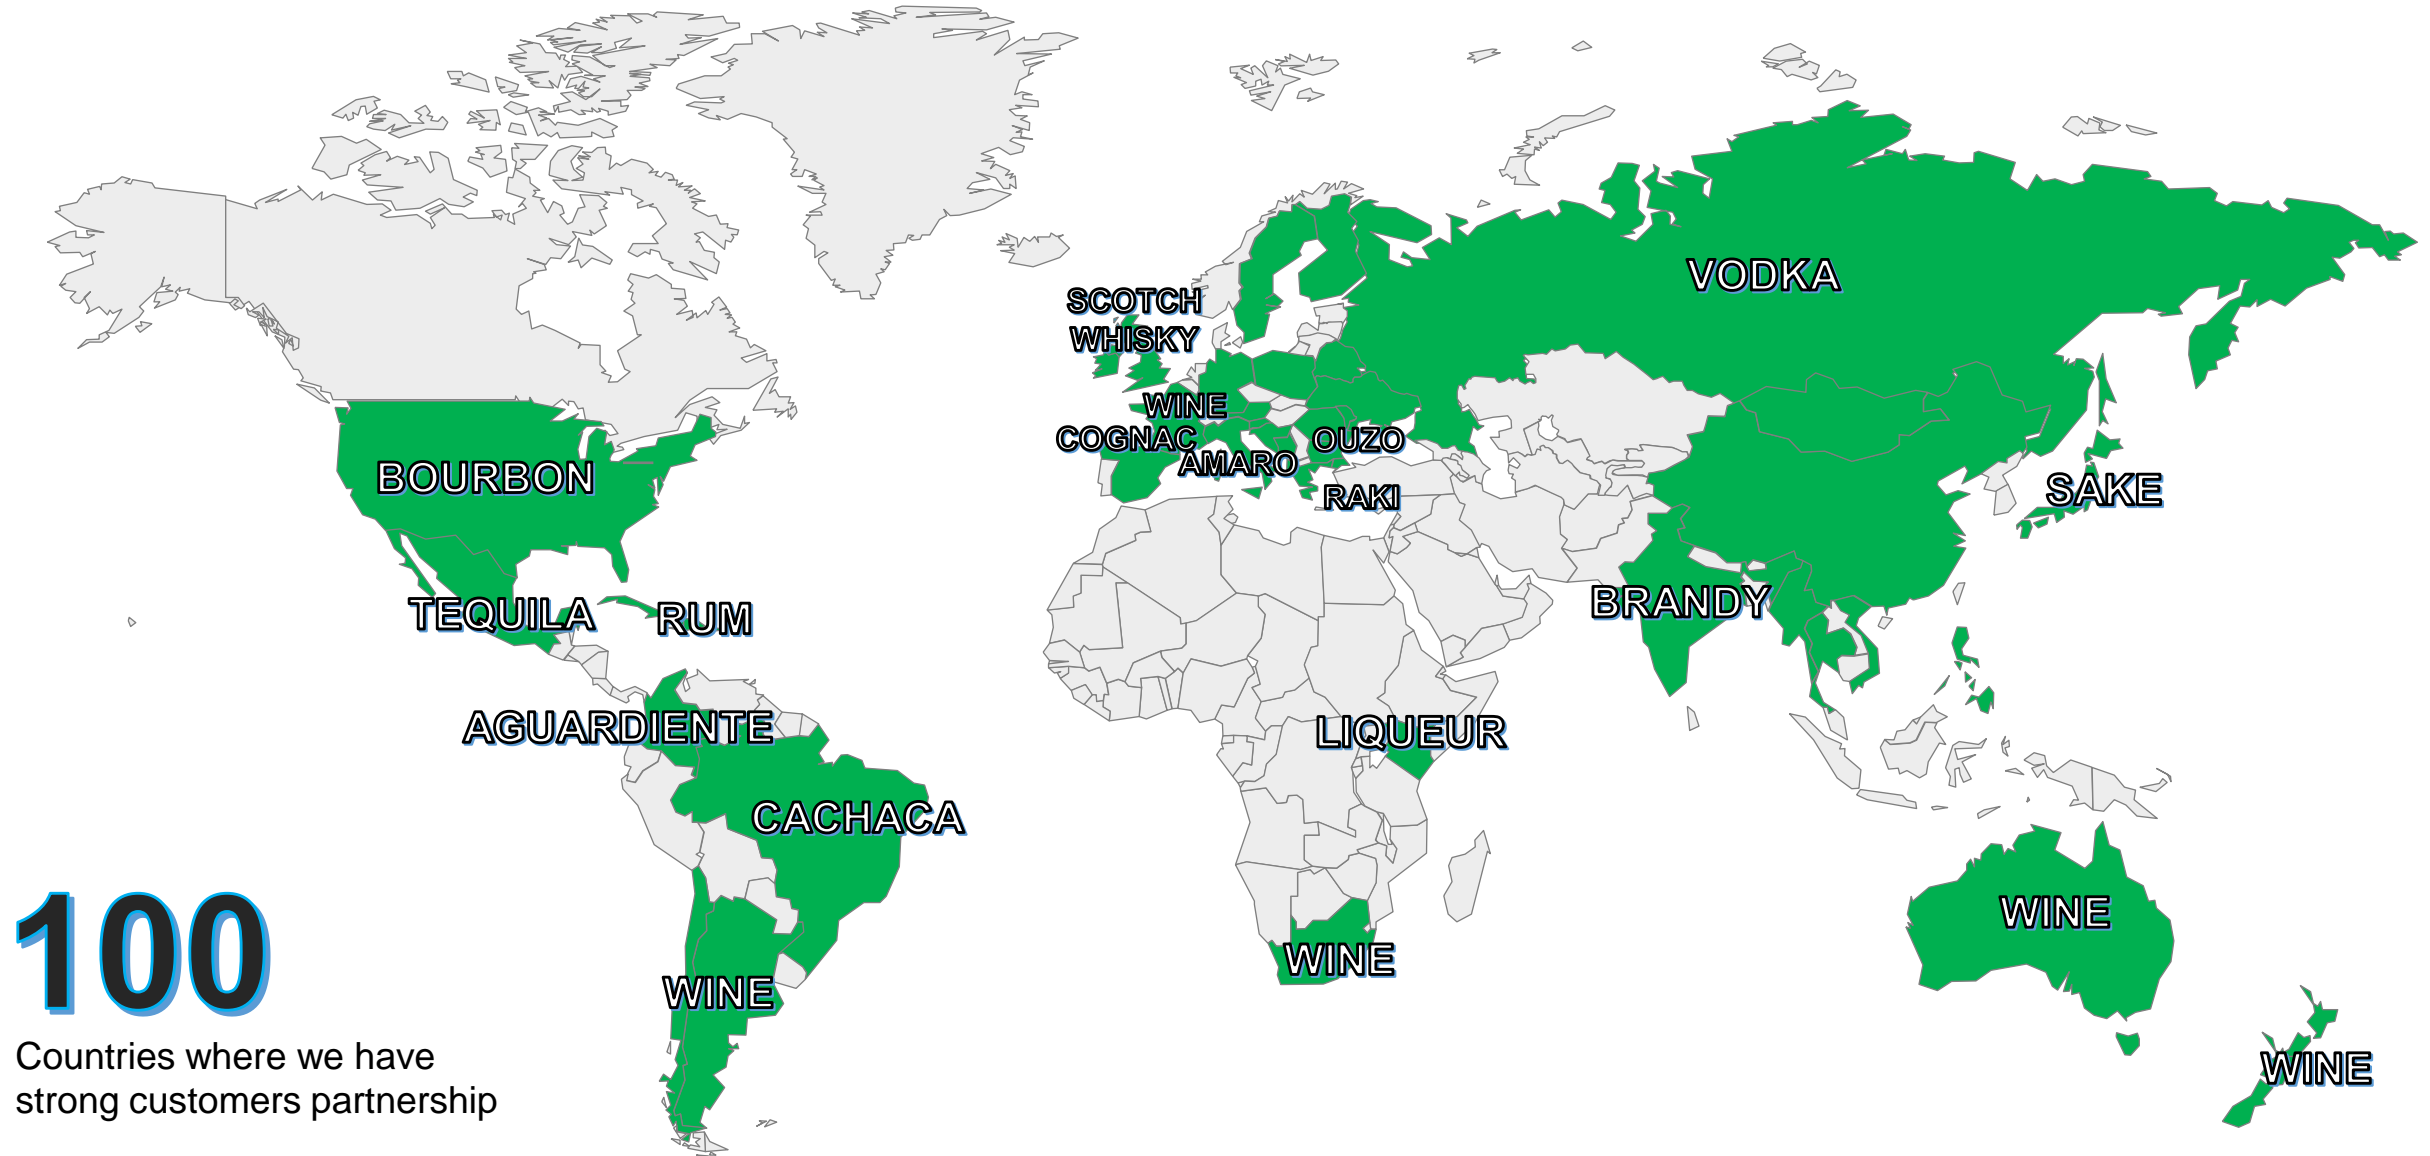 VODKA
SCOTCH
WHISKY
WINE
COGNAC
OUZO
AMARO
BOURBON
RAKI
SAKE
TEQUILA
RUM
BRANDY
AGUARDIENTE
LIQUEUR
CACHACA
WINE
WINE
WINE
WINE
100
Countries where we have
strong customers partnership